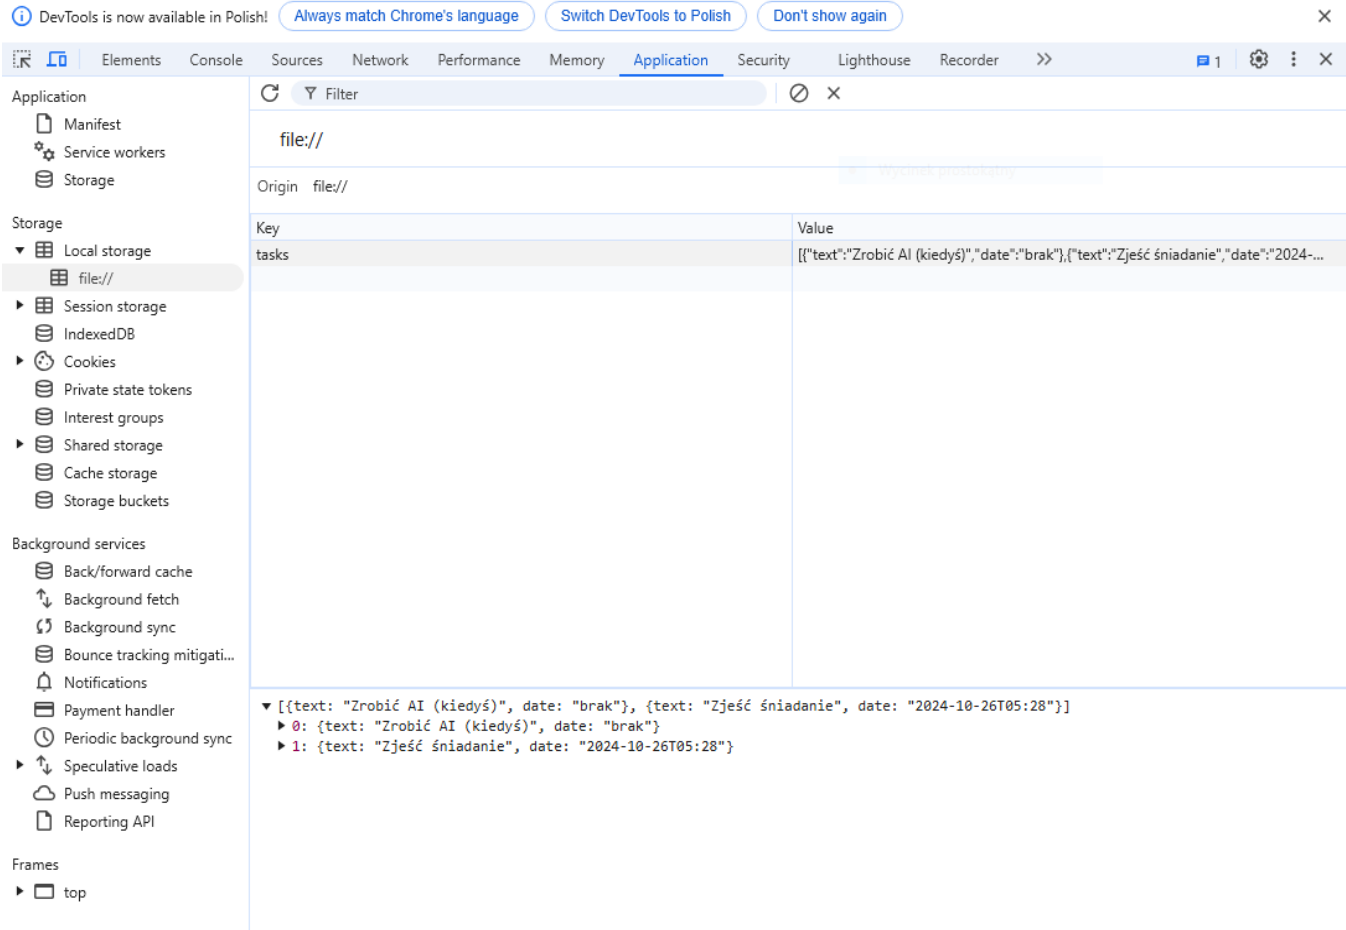 DevTools is now available in Polish! Always match Chrome's language Switch DevTools to Polish Don't show again
Elements Console Sources Network Performance Memory Application Security Lighthouse Recorder 1
Application
Manifest
Service workers
Storage
Storage
Local storage
file://
Session storage
IndexedDB
Cookies
Private state tokens
Interest groups
Shared storage
Cache storage
Storage buckets
Background services
Back/forward cache
Background fetch
Background sync
Bounce tracking mitigati...
Notifications
Payment handler
Periodic background sync
Speculative loads
Push messaging
Reporting API
Frames
top
Filter
file://
Wycinek prostokątny
Origin file://
Key Value
tasks [{"text":"Zrobić AI (kiedyś)","date":"brak"},{"text":"Zjeść śniadanie","date":"2024-...
[{text: "Zrobić AI (kiedyś)", date: "brak"}, {text: "Zjeść śniadanie", date: "2024-10-26T05:28"}]
0: {text: "Zrobić AI (kiedyś)", date: "brak"}
1: {text: "Zjeść śniadanie", date: "2024-10-26T05:28"}